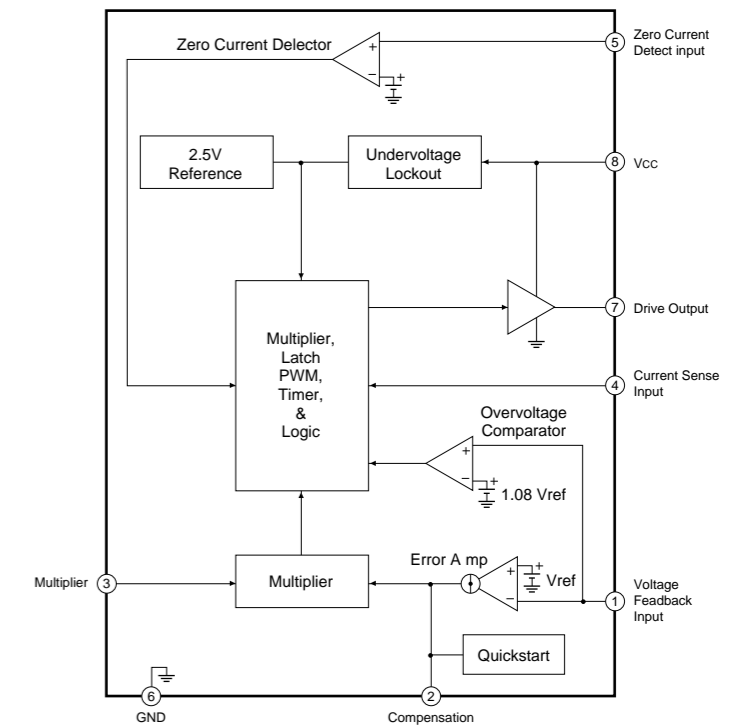 Zero Current Delector
+
−
+
5
Zero Current
Detect input
2.5V
Reference
Undervoltage
Lockout
8
VCC
7
Drive Output
Multiplier,
Latch
PWM,
Timer,
&
Logic
4
Current Sense
Input
Overvoltage
Comparator
+
−
+
1.08 Vref
Error A mp
+
−
+
Vref
Multiplier
3
Multiplier
1
Voltage
Feadback
Input
Quickstart
6
GND
2
Compensation